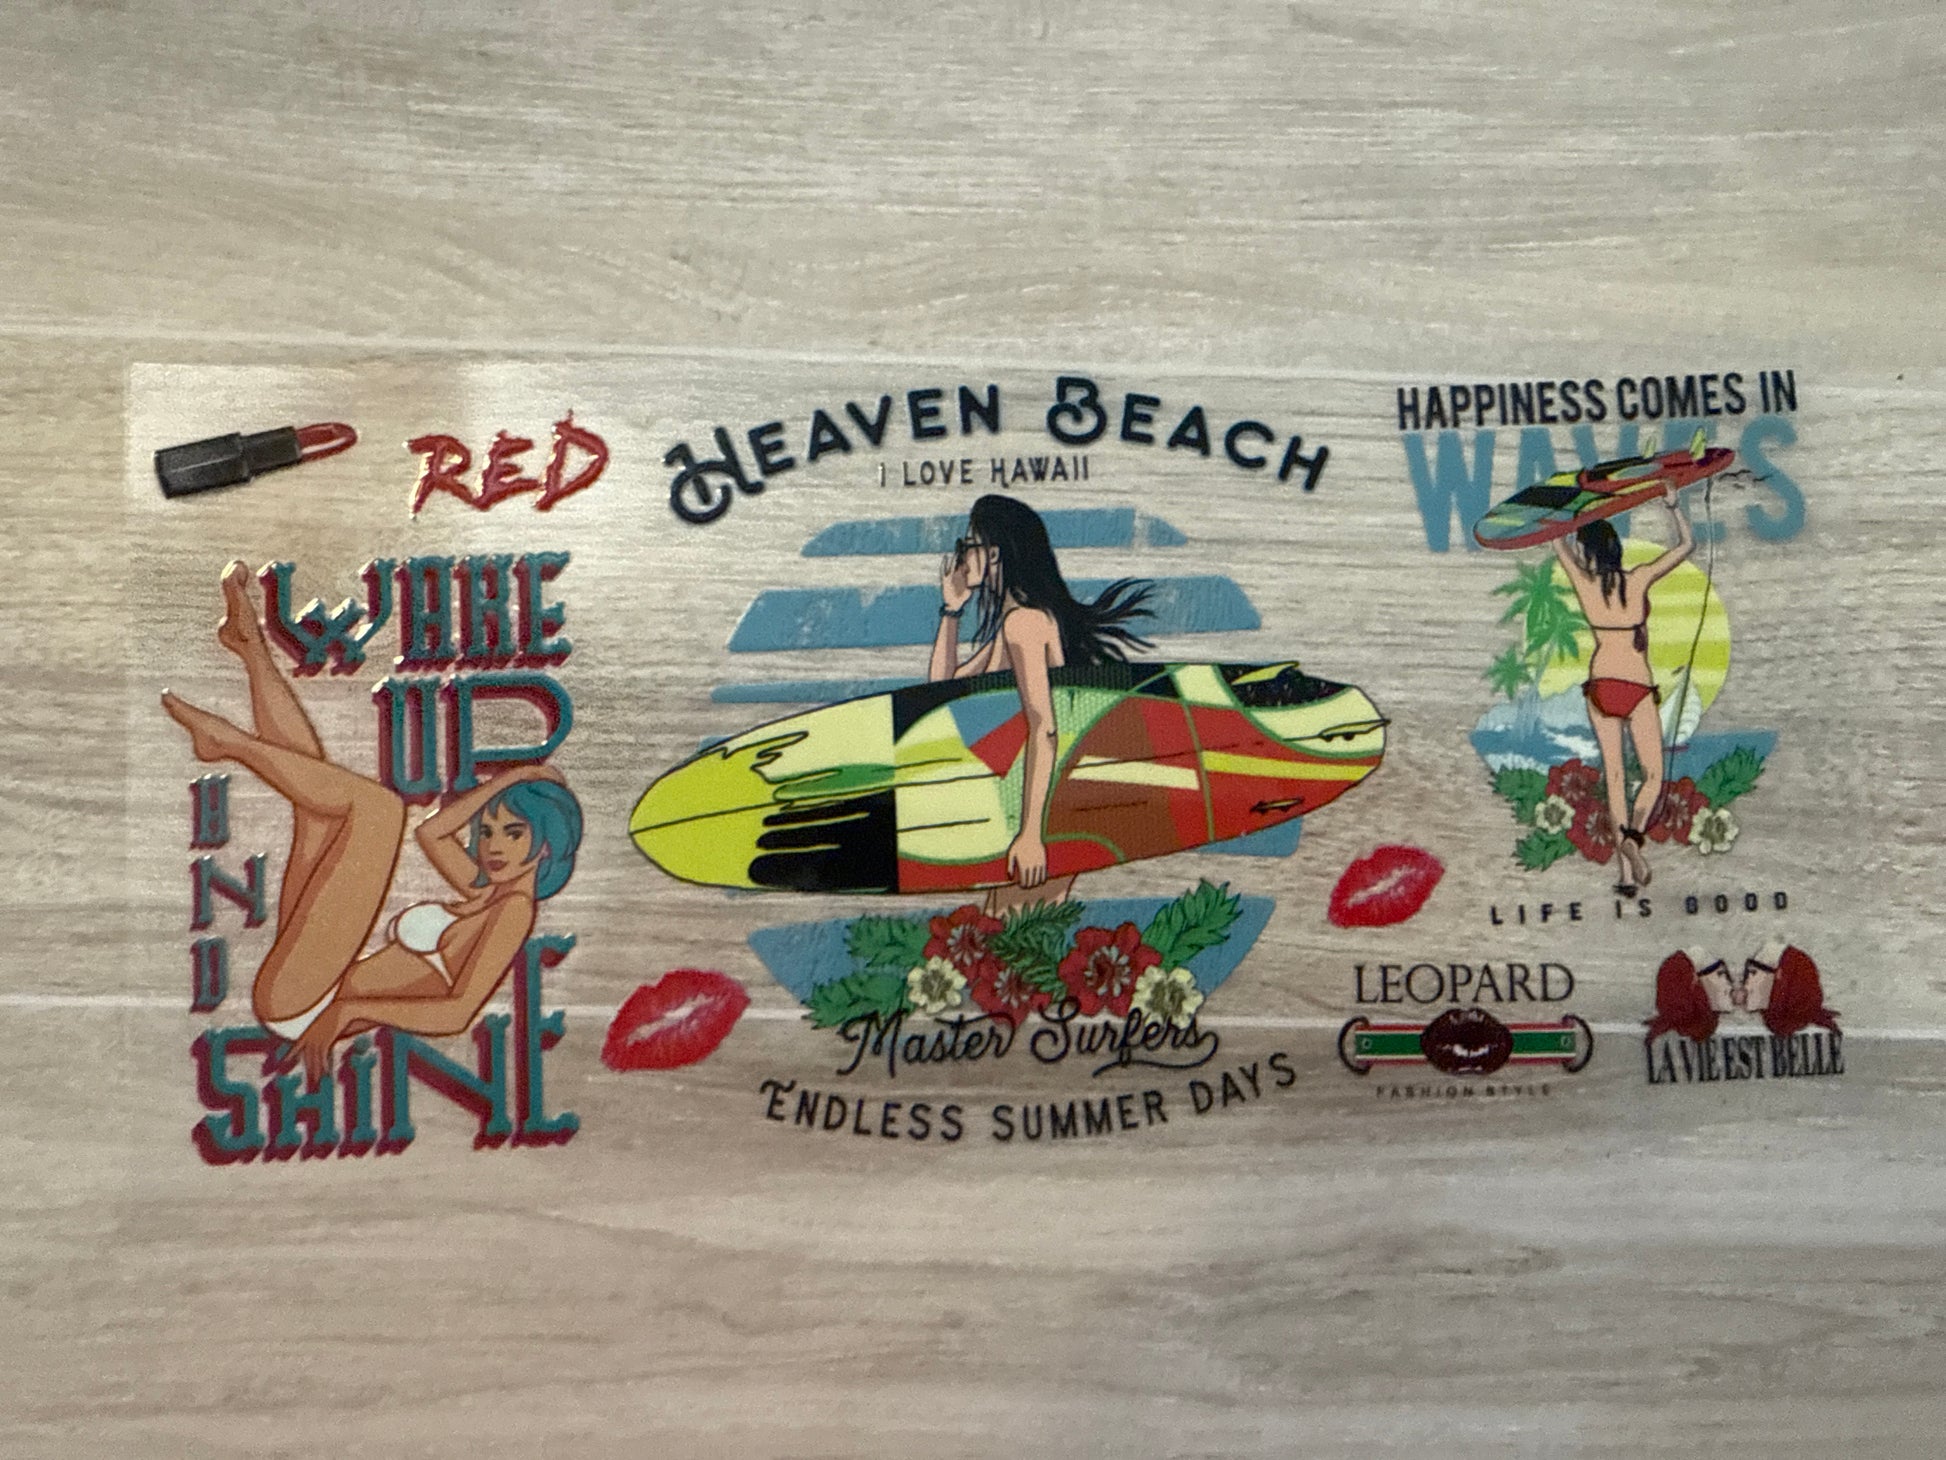 RED
WAKE
UP
AND
SHINE
HEAVEN BEACH
I LOVE HAWAII
Master Surfers
ENDLESS SUMMER DAYS
HAPPINESS COMES IN
WAVES
LIFE IS GOOD
LEOPARD
FASHION STYLE
LA VIE EST BELLE